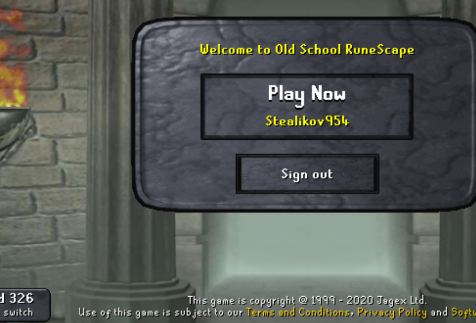 Welcome to Old School RuneScape
Play Now
Stealikov954
Sign out
326
switch
This game is copyright © 1999 - 2020 Jagex Ltd.
Use of this game is subject to our Terms and Conditions, Privacy Policy and